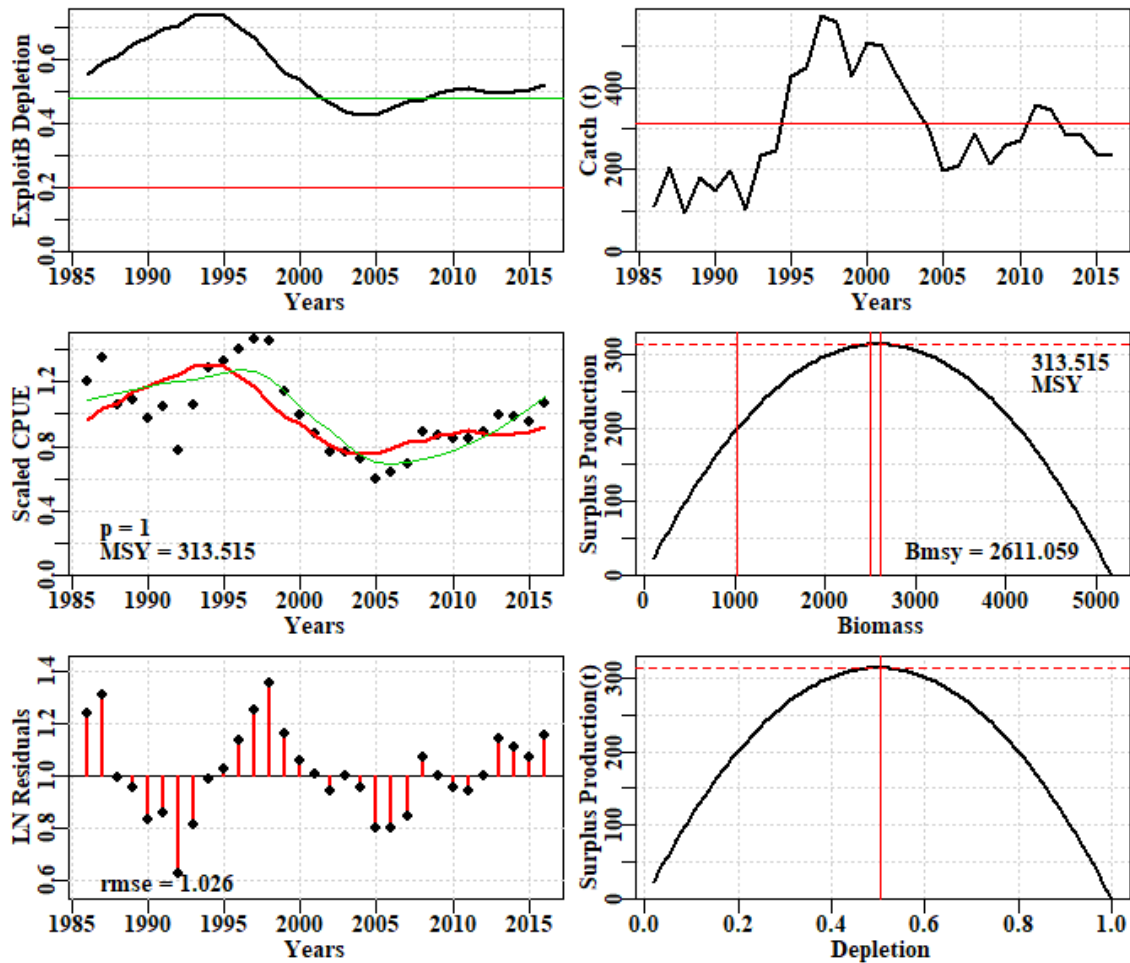 ExploitB Depletion
0.0 0.2 0.4 0.6
1985 1990 1995 2000 2005 2010 2015
Years
Catch (t)
0 200 400
1985 1990 1995 2000 2005 2010 2015
Years
Scaled CPUE
0.0 0.4 0.8 1.2
p = 1
MSY = 313.515
1985 1990 1995 2000 2005 2010 2015
Years
Surplus Production
0 100 200 300
313.515
MSY
Bmsy = 2611.059
0 1000 2000 3000 4000 5000
Biomass
LN Residuals
0.6 0.8 1.0 1.2 1.4
rmse = 1.026
1985 1990 1995 2000 2005 2010 2015
Years
Surplus Production(t)
0 100 200 300
0.0 0.2 0.4 0.6 0.8 1.0
Depletion